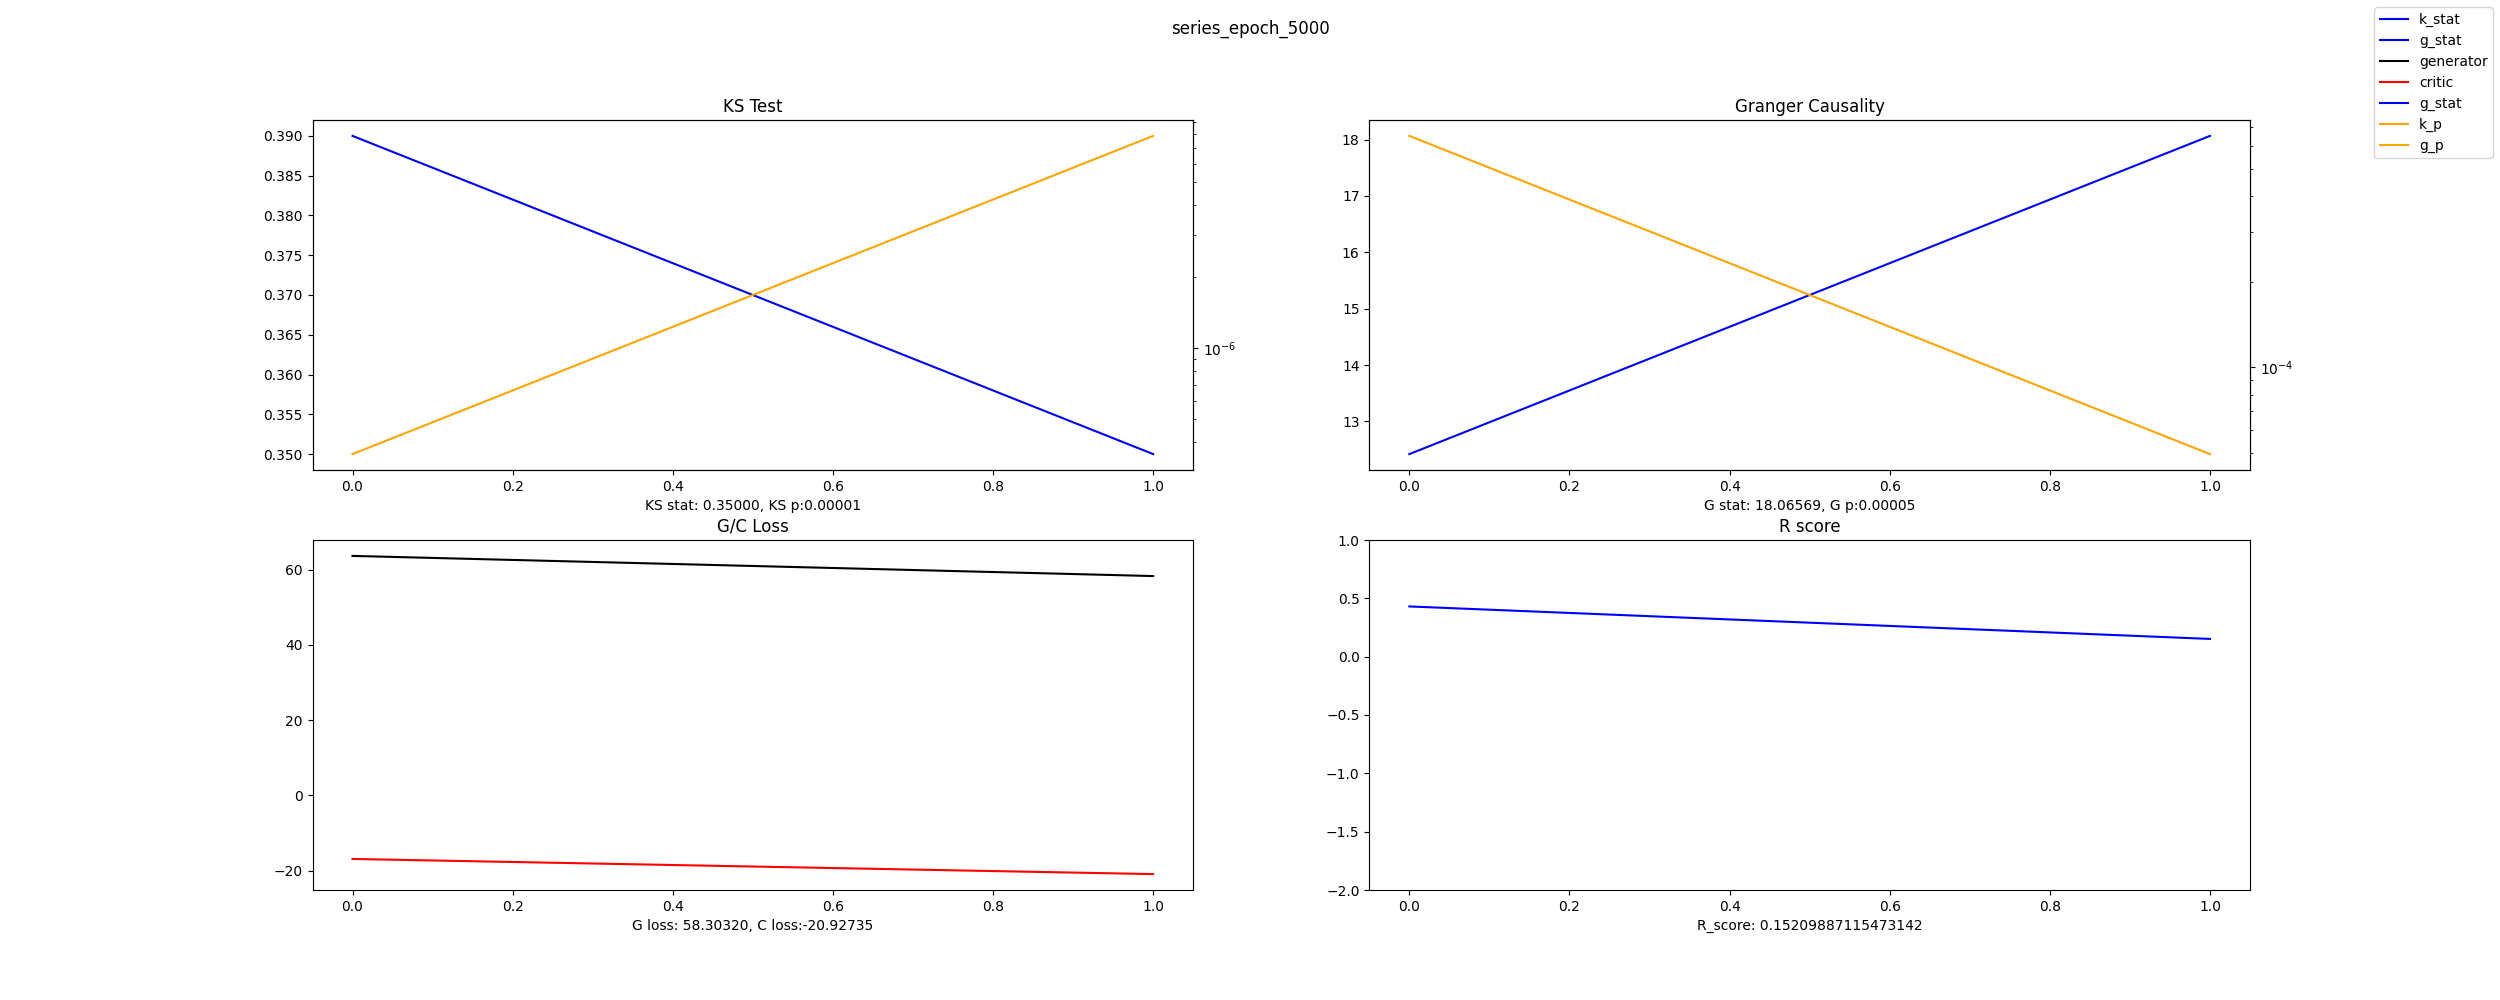 series_epoch_5000
k_stat
g_stat
generator
critic
g_stat
k_p
g_p
KS Test
0.390
0.385
0.380
0.375
0.370
0.365
0.360
0.355
0.350
10⁻⁶
0.0 0.2 0.4 0.6 0.8 1.0
KS stat: 0.35000, KS p:0.00001
Granger Causality
18
17
16
15
14
13
10⁻⁴
0.0 0.2 0.4 0.6 0.8 1.0
G stat: 18.06569, G p:0.00005
G/C Loss
60
40
20
0
−20
0.0 0.2 0.4 0.6 0.8 1.0
G loss: 58.30320, C loss:-20.92735
R score
1.0
0.5
0.0
−0.5
−1.0
−1.5
−2.0
0.0 0.2 0.4 0.6 0.8 1.0
R_score: 0.15209887115473142